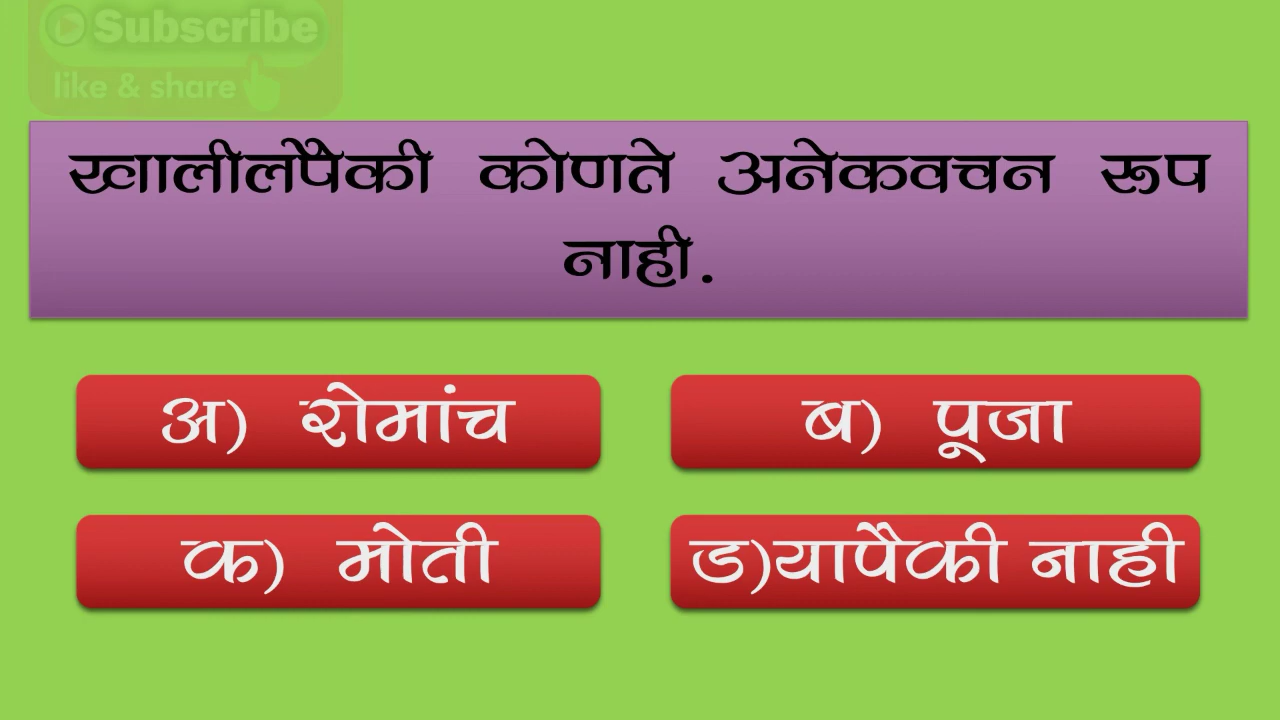 Subscribe
like & share
खालीलपैकी कोणते अनेकवचन रूप
नाही.
अ) रोमांच
ब) पूजा
क) मोती
ड)यापैकी नाही